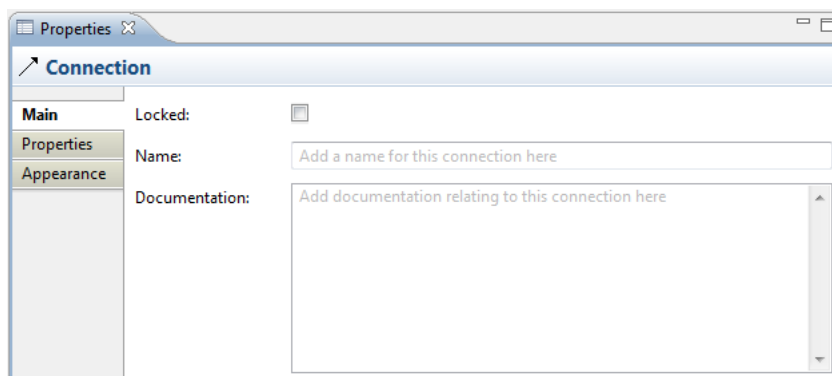 Properties
Connection
Main
Properties
Appearance
Locked:
Name:
Add a name for this connection here
Documentation:
Add documentation relating to this connection here